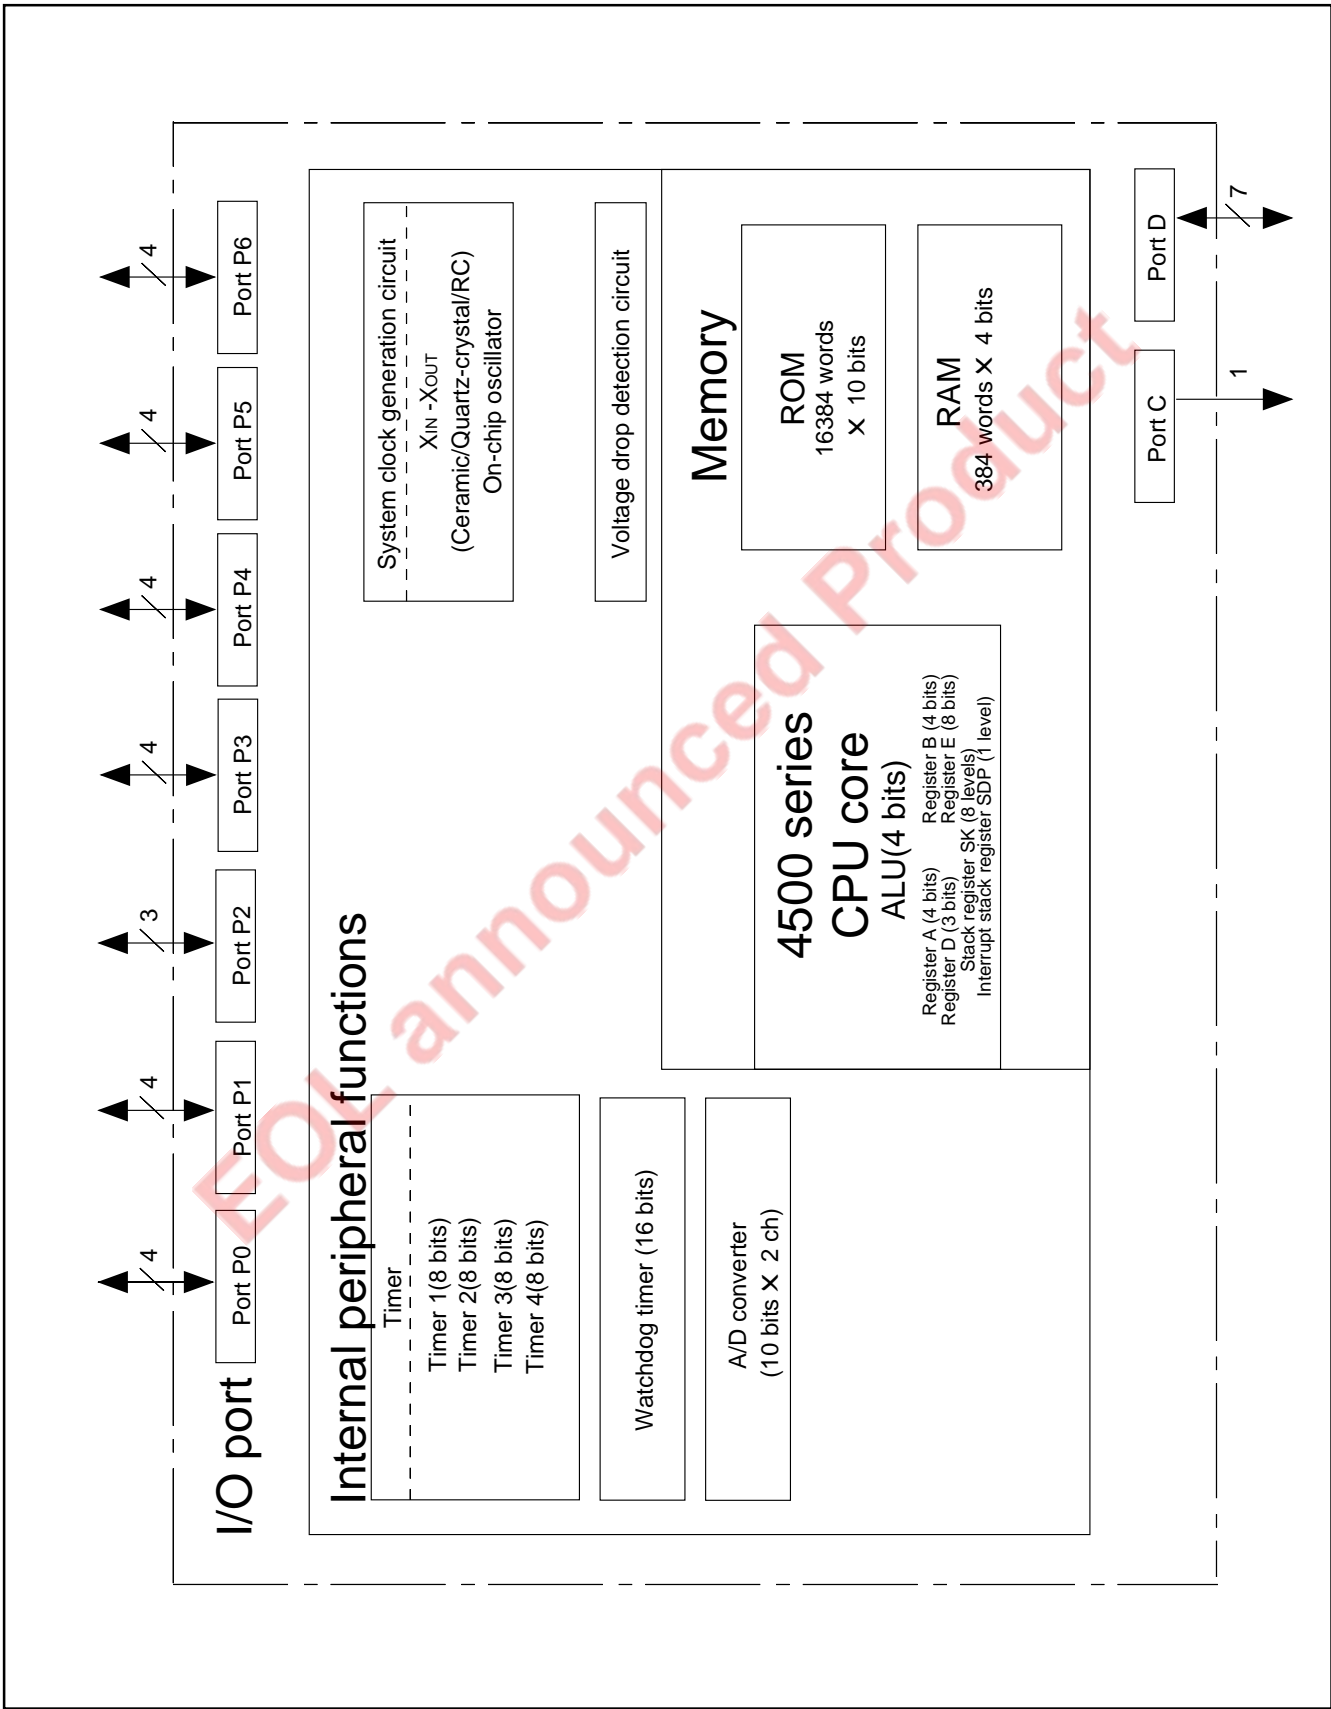 I/O port
4
4
3
4
4
4
4
Port P0
Port P1
Port P2
Port P3
Port P4
Port P5
Port P6
Internal peripheral functions
Timer
Timer 1(8 bits)
Timer 2(8 bits)
Timer 3(8 bits)
Timer 4(8 bits)
Watchdog timer (16 bits)
A/D converter
(10 bits × 2 ch)
System clock generation circuit
XIN -XOUT
(Ceramic/Quartz-crystal/RC)
On-chip oscillator
Voltage drop detection circuit
4500 series
CPU core
ALU(4 bits)
Register A (4 bits) Register B (4 bits)
Register D (3 bits) Register E (8 bits)
Stack register SK (8 levels)
Interrupt stack register SDP (1 level)
Memory
ROM
16384 words
× 10 bits
RAM
384 words × 4 bits
Port C
Port D
1
7
EOL announced Product